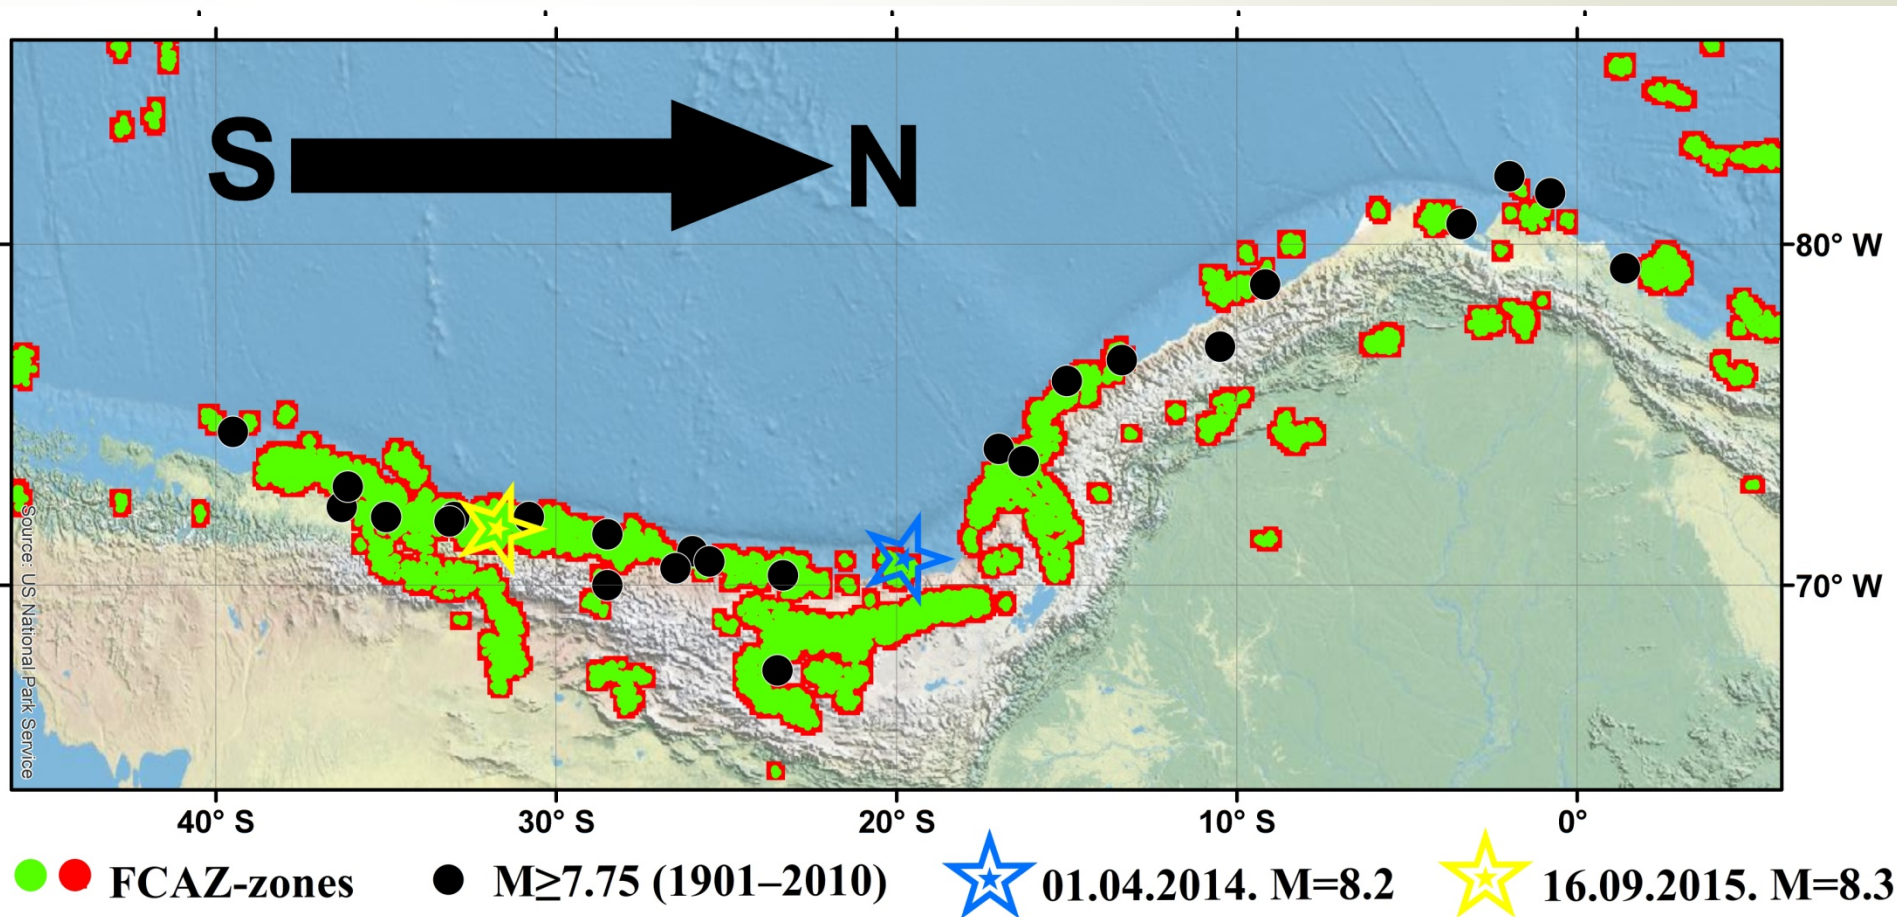 S N
80° W
70° W
Source: US National Park Service
40° S 30° S 20° S 10° S 0°
FCAZ-zones M≥7.75 (1901–2010) 01.04.2014. M=8.2 16.09.2015. M=8.3